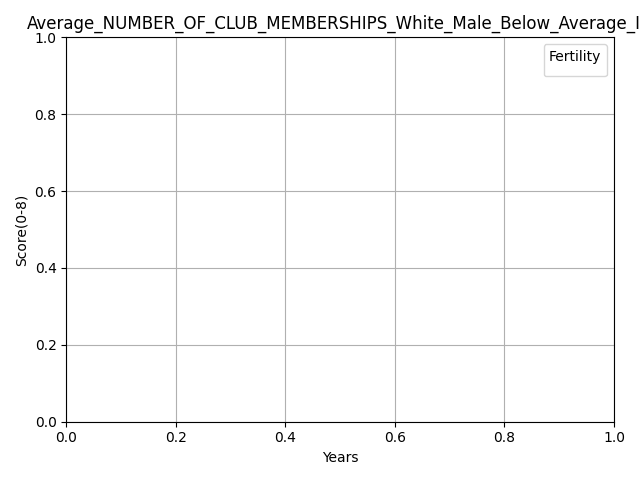 Average_NUMBER_OF_CLUB_MEMBERSHIPS_White_Male_Below_Average_I
Fertility
1.0
0.8
0.6
0.4
0.2
0.0
Score(0-8)
0.0 0.2 0.4 0.6 0.8 1.0
Years